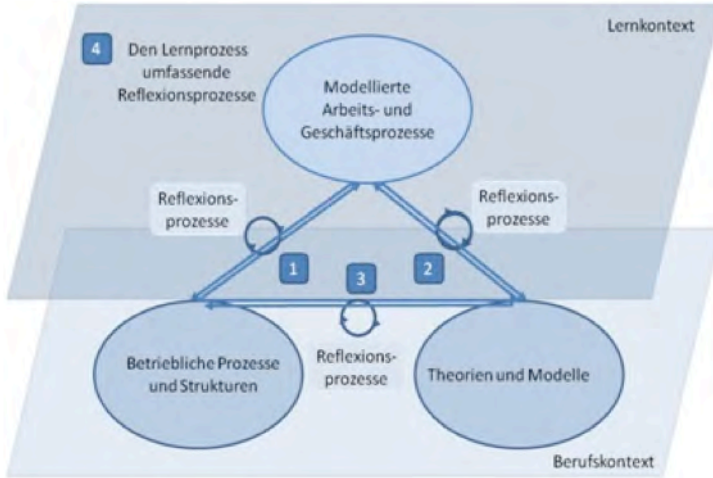 Lernkontext
4
Den Lernprozess
umfassende
Reflexionsprozesse
Modellierte
Arbeits- und
Geschäftsprozesse
Reflexions-
prozesse
Reflexions-
prozesse
1
3
2
Betriebliche Prozesse
und Strukturen
Reflexions-
prozesse
Theorien und Modelle
Berufskontext